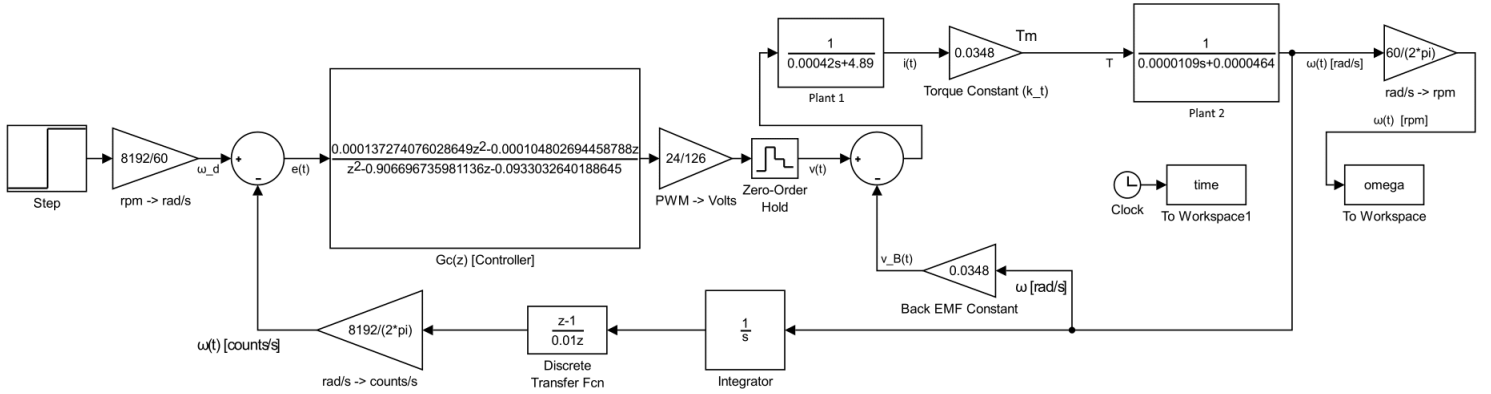 Step
8192/60
rpm -> rad/s
ω_d
+
-
e(t)
0.000137274076028649z2-0.000104802694458788z
z2-0.9066967359811​36z-0.0933032640188645
Gc(z) [Controller]
24/126
PWM -> Volts
Zero-Order
Hold
v(t)
+
-
1
0.00042s+4.89
Plant 1
i(t)
0.0348
Torque Constant (k_t)
Tm
T
1
0.0000109s+0.0000464
Plant 2
ω(t) [rad/s]
60/(2*pi)
rad/s -> rpm
ω(t) [rpm]
Clock
time
To Workspace1
omega
To Workspace
v_B(t)
0.0348
ω [rad/s]
Back EMF Constant
1
s
Integrator
z-1
0.01z
Discrete
Transfer Fcn
8192/(2*pi)
rad/s -> counts/s
ω(t) [counts/s]